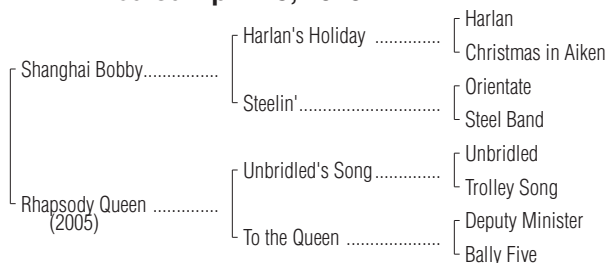 Harlan
Harlan's Holiday ..............
Christmas in Aiken
Shanghai Bobby...............
Orientate
Steelin'...........................
Steel Band
Unbridled
Unbridled's Song..............
Trolley Song
Rhapsody Queen .............
(2005)
Deputy Minister
To the Queen ..................
Bally Five